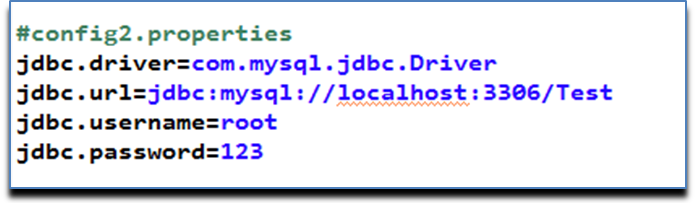 #config2.properties
jdbc.driver=com.mysql.jdbc.Driver
jdbc.url=jdbc:mysql://localhost:3306/Test
jdbc.username=root
jdbc.password=123